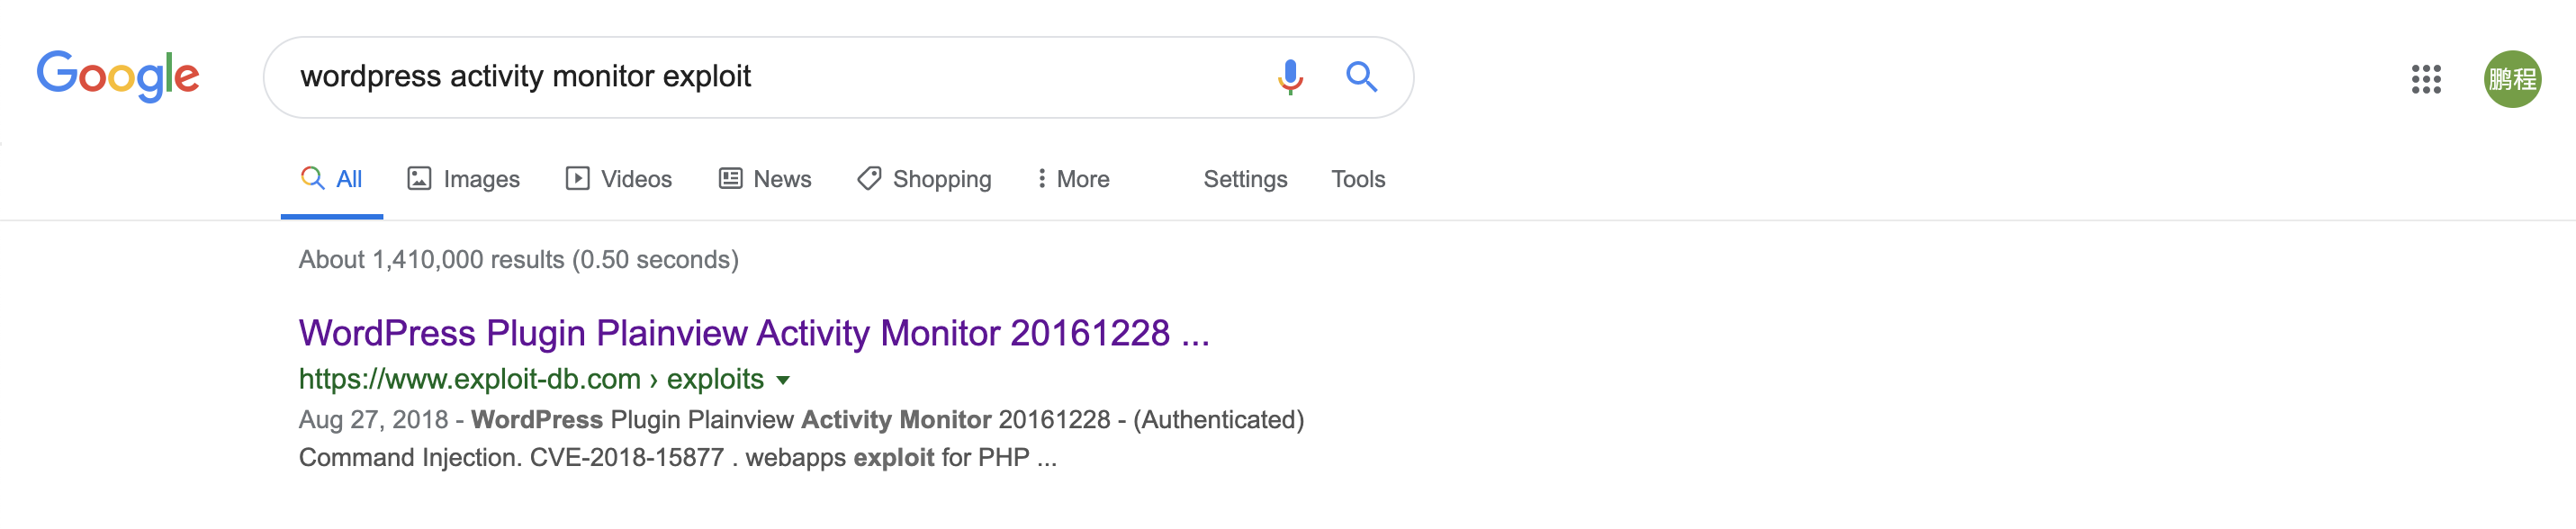 Google
wordpress activity monitor exploit
鹏程
All Images Videos News Shopping More Settings Tools
About 1,410,000 results (0.50 seconds)
WordPress Plugin Plainview Activity Monitor 20161228 ...
https://www.exploit-db.com › exploits
Aug 27, 2018 - WordPress Plugin Plainview Activity Monitor 20161228 - (Authenticated)
Command Injection. CVE-2018-15877 . webapps exploit for PHP ...